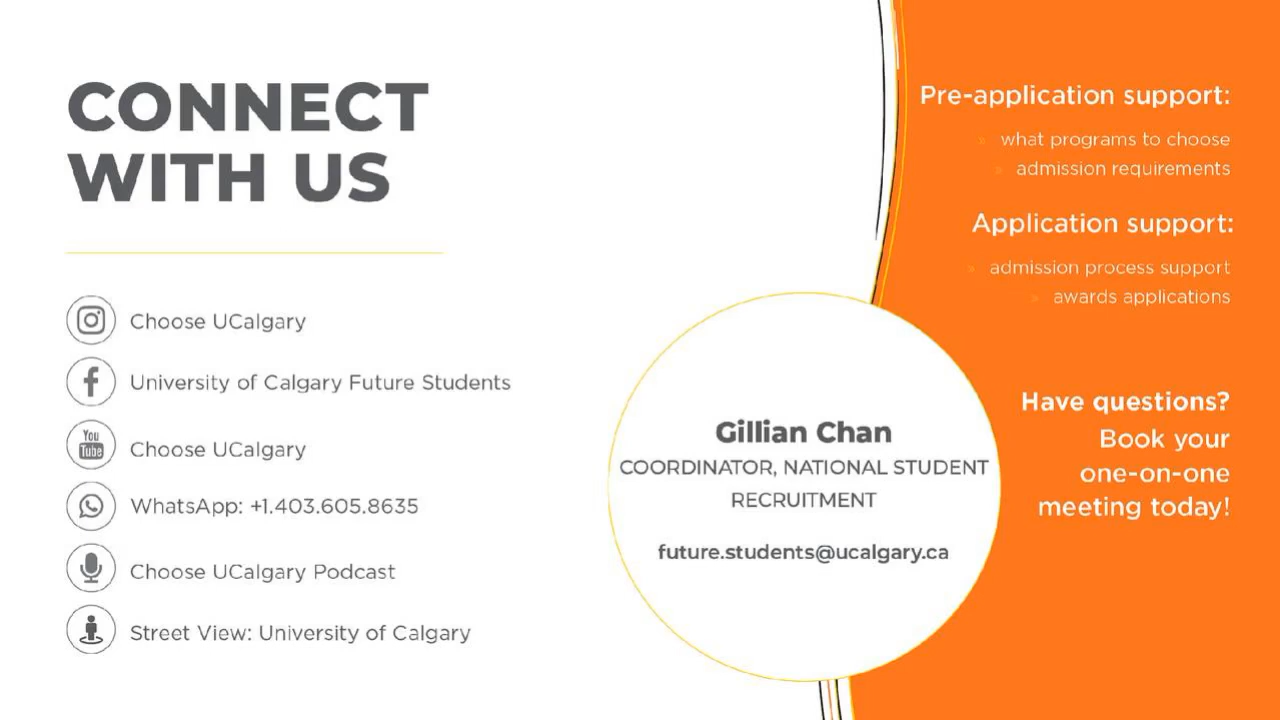 CONNECT
WITH US
Choose UCalgary
University of Calgary Future Students
You
Tube
Choose UCalgary
WhatsApp: +1.403.605.8635
Choose UCalgary Podcast
Street View: University of Calgary
Gillian Chan
COORDINATOR, NATIONAL STUDENT
RECRUITMENT
future.students@ucalgary.ca
Pre-application support:
» what programs to choose
» admission requirements
Application support:
» admission process support
» awards applications
Have questions?
Book your
one-on-one
meeting today!